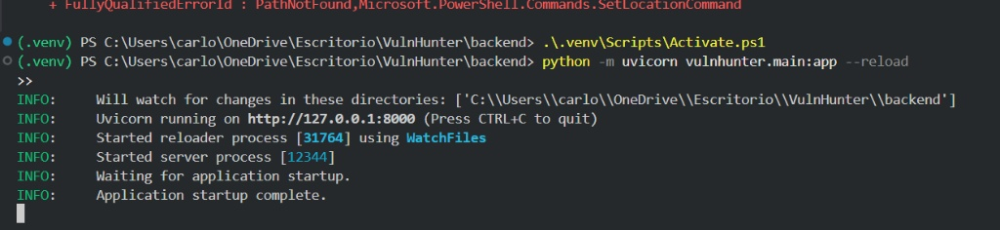 + FullyQualifiedErrorId : PathNotFound,Microsoft.PowerShell.Commands.SetLocationCommand
(.venv) PS C:\Users\carlo\OneDrive\Escritorio\VulnHunter\backend> .\.venv\Scripts\Activate.ps1
(.venv) PS C:\Users\carlo\OneDrive\Escritorio\VulnHunter\backend> python -m uvicorn vulnhunter.main:app --reload
>>
INFO:     Will watch for changes in these directories: ['C:\\Users\\carlo\\OneDrive\\Escritorio\\VulnHunter\\backend']
INFO:     Uvicorn running on http://127.0.0.1:8000 (Press CTRL+C to quit)
INFO:     Started reloader process [31764] using WatchFiles
INFO:     Started server process [12344]
INFO:     Waiting for application startup.
INFO:     Application startup complete.